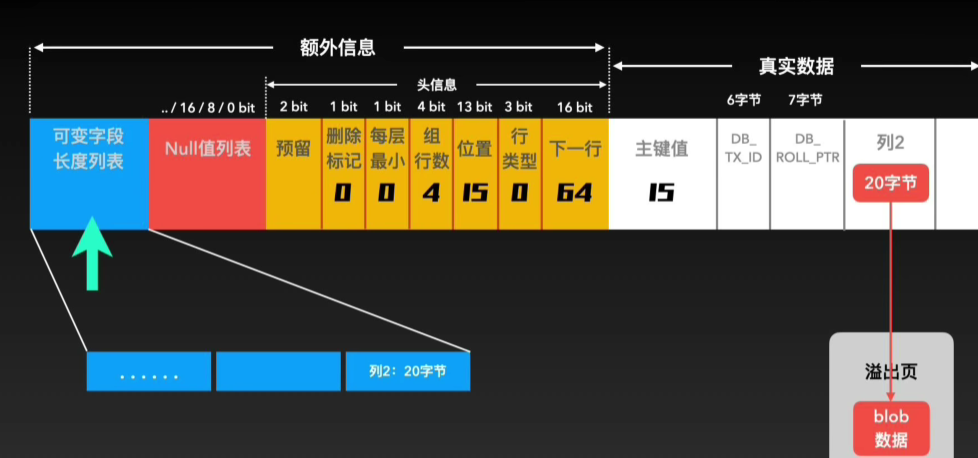 额外信息
真实数据
头信息
.. / 16 / 8 / 0 bit
2 bit
1 bit
1 bit
4 bit
13 bit
3 bit
16 bit
6字节
7字节
可变字段
长度列表
Null值列表
预留
删除
标记
0
每层
最小
0
组
行数
4
位置
15
行
类型
0
下一行
64
主键值
15
DB_
TX_ID
DB_
ROLL_PTR
列2
20字节
......
列2：20字节
溢出页
blob
数据